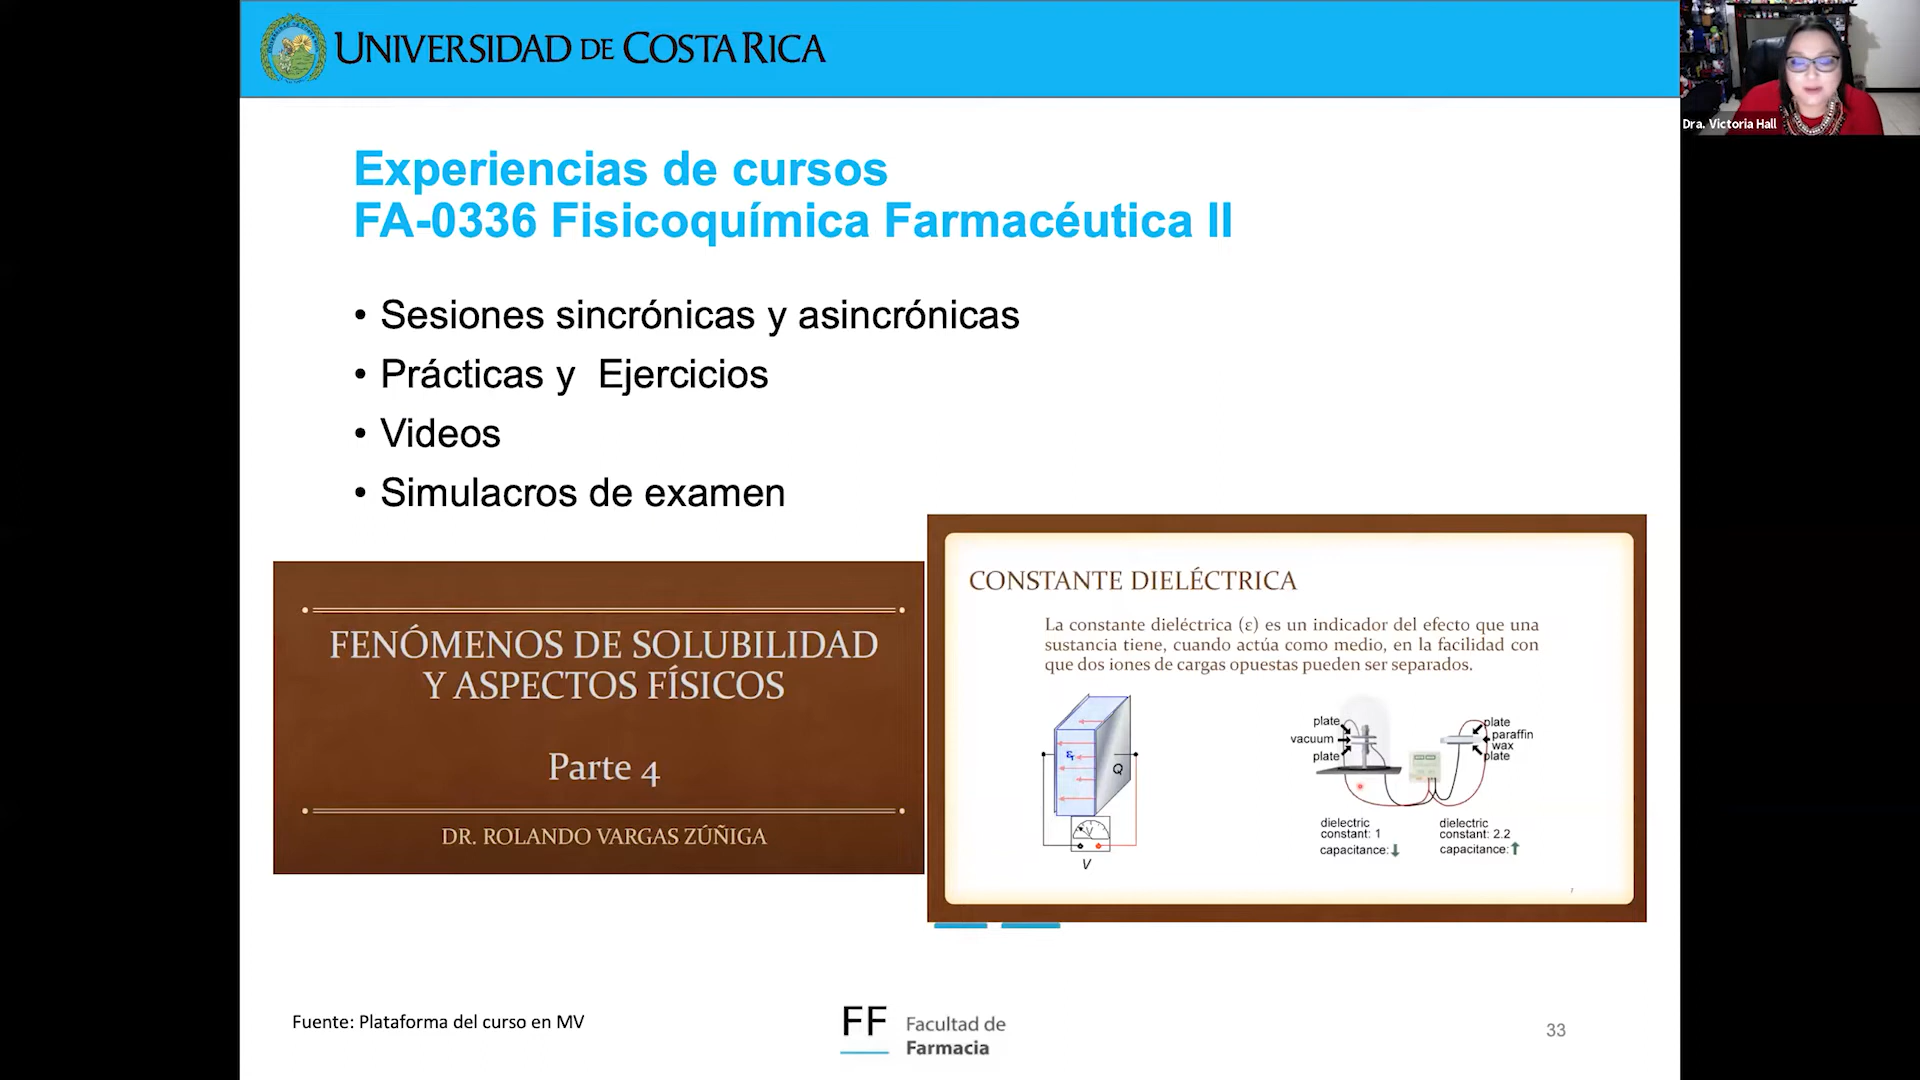 UNIVERSIDAD DE COSTA RICA
Dra. Victoria Hall
Experiencias de cursos
FA-0336 Fisicoquímica Farmacéutica II
• Sesiones sincrónicas y asincrónicas
• Prácticas y  Ejercicios
• Videos
• Simulacros de examen
FENÓMENOS DE SOLUBILIDAD
Y ASPECTOS FÍSICOS
Parte 4
DR. ROLANDO VARGAS ZÚÑIGA
CONSTANTE DIELÉCTRICA
La constante dieléctrica (ε) es un indicador del efecto que una
sustancia tiene, cuando actúa como medio, en la facilidad con
que dos iones de cargas opuestas pueden ser separados.
εr
Q
V
V
plate
vacuum
plate
plate
paraffin
wax
plate
dielectric
constant: 1
capacitance:
dielectric
constant: 2.2
capacitance:
Fuente: Plataforma del curso en MV
FF
Facultad de
Farmacia
33